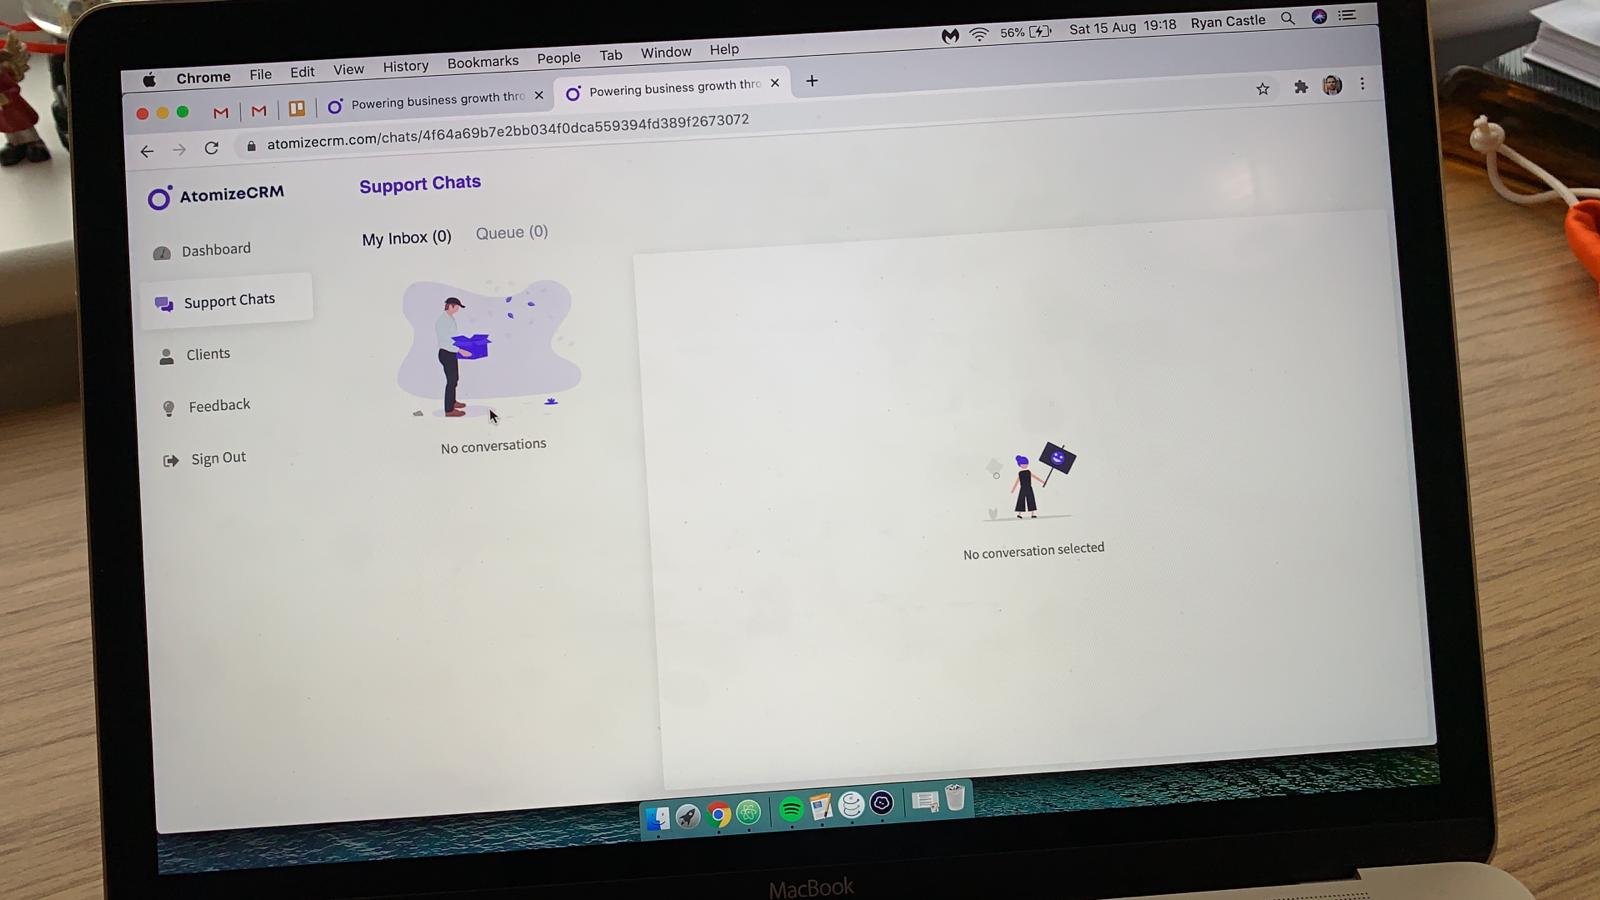 Chrome File Edit View History Bookmarks People Tab Window Help
56% Sat 15 Aug 19:18 Ryan Castle
Powering business growth thro
Powering business growth thro
atomizecrm.com/chats/4f64a69b7e2bb034f0dca559394fd389f2673072
AtomizeCRM
Dashboard
Support Chats
Clients
Feedback
Sign Out
Support Chats
My Inbox (0) Queue (0)
No conversations
No conversation selected
MacBook